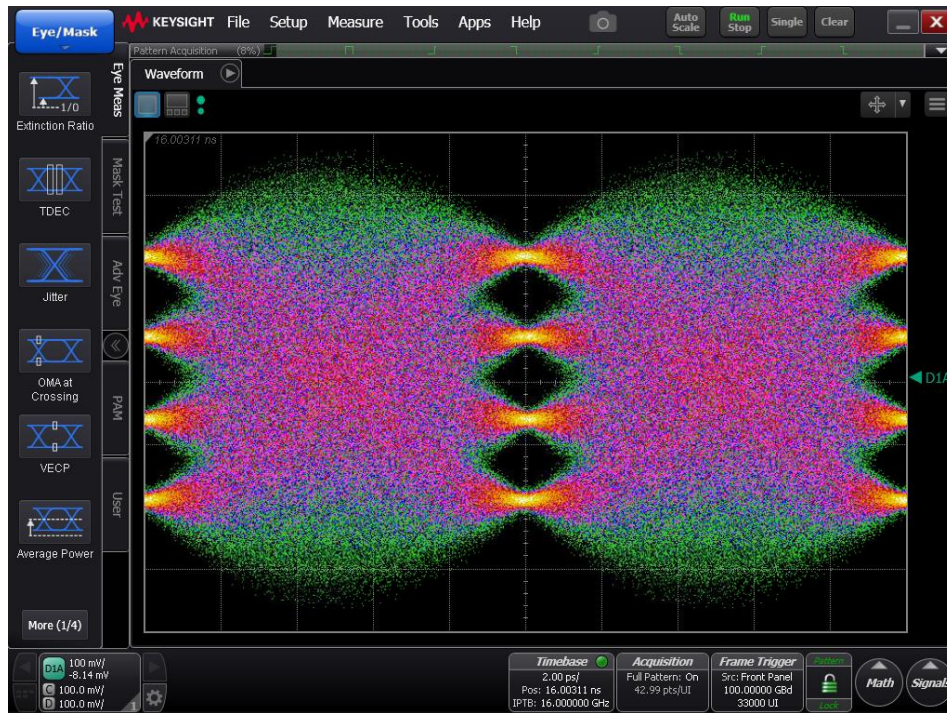 Eye/Mask
KEYSIGHT File Setup Measure Tools Apps Help
Auto Scale
Run Stop
Single
Clear
X
Pattern Acquisition (6%)
Waveform
Eye Meas
Mask Test
Adv Eye
PAM
User
1/0
Extinction Ratio
TDEC
Jitter
OMA at
Crossing
VECP
Average Power
More (1/4)
16.00311 ns
D1A
D1A 100 mV/
-8.14 mV
C 100.0 mV/
D 100.0 mV/
1
Timebase
2.00 ps/
Pos: 16.00311 ns
IPTB: 16.000000 GHz
Acquisition
Full Pattern: On
42.99 pts/UI
Frame Trigger
Src: Front Panel
100.00000 GBd
33000 UI
Pattern
Lock
Math
Signals